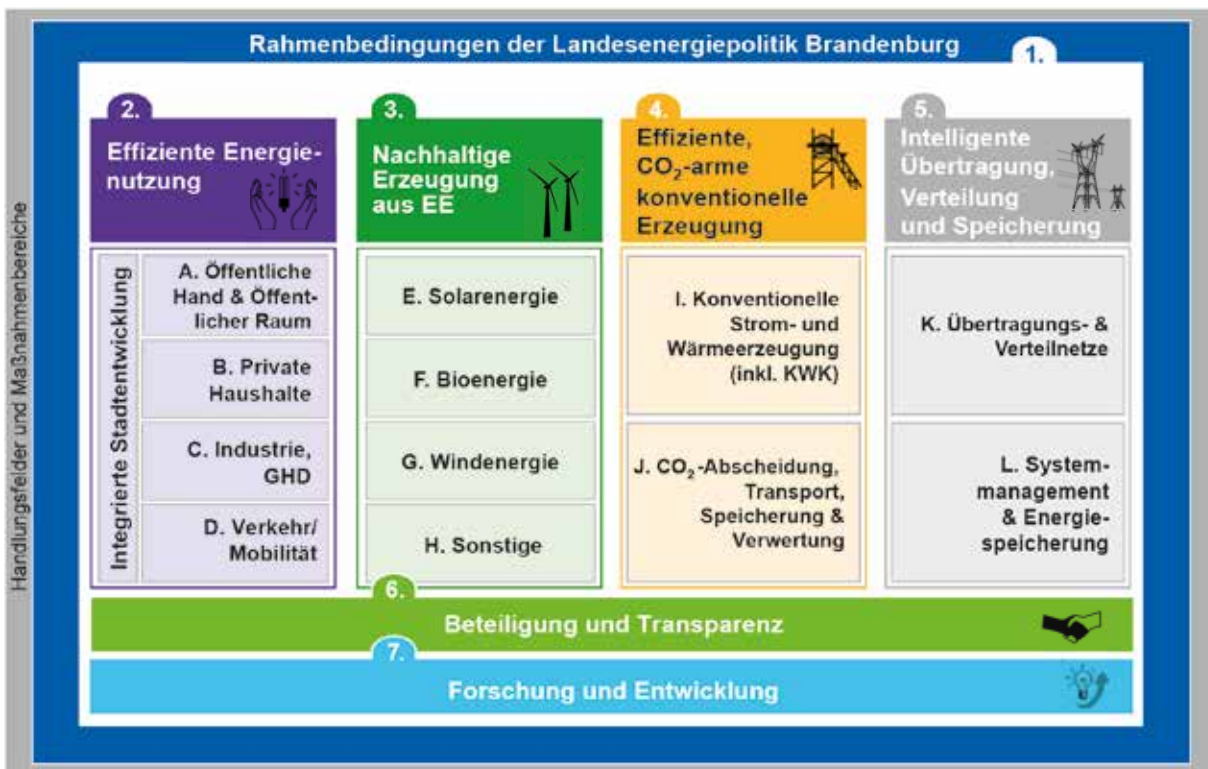 Rahmenbedingungen der Landesenergiepolitik Brandenburg
1.
Handlungsfelder und Maßnahmenbereiche
2.
Effiziente Energie-
nutzung
Integrierte Stadtentwicklung
A. Öffentliche
Hand & Öffent-
licher Raum
B. Private
Haushalte
C. Industrie,
GHD
D. Verkehr/
Mobilität
3.
Nachhaltige
Erzeugung
aus EE
E. Solarenergie
F. Bioenergie
G. Windenergie
H. Sonstige
4.
Effiziente,
CO₂-arme
konventionelle
Erzeugung
I. Konventionelle
Strom- und
Wärmeerzeugung
(inkl. KWK)
J. CO₂-Abscheidung,
Transport,
Speicherung &
Verwertung
5.
Intelligente
Übertragung,
Verteilung
und Speicherung
K. Übertragungs- &
Verteilnetze
L. System-
management
& Energie-
speicherung
6.
Beteiligung und Transparenz
7.
Forschung und Entwicklung